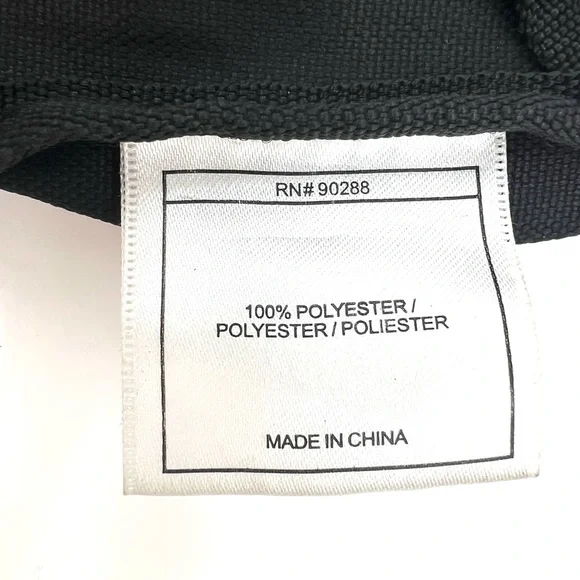 RN# 90288
100% POLYESTER /
POLYESTER / POLIESTER
MADE IN CHINA